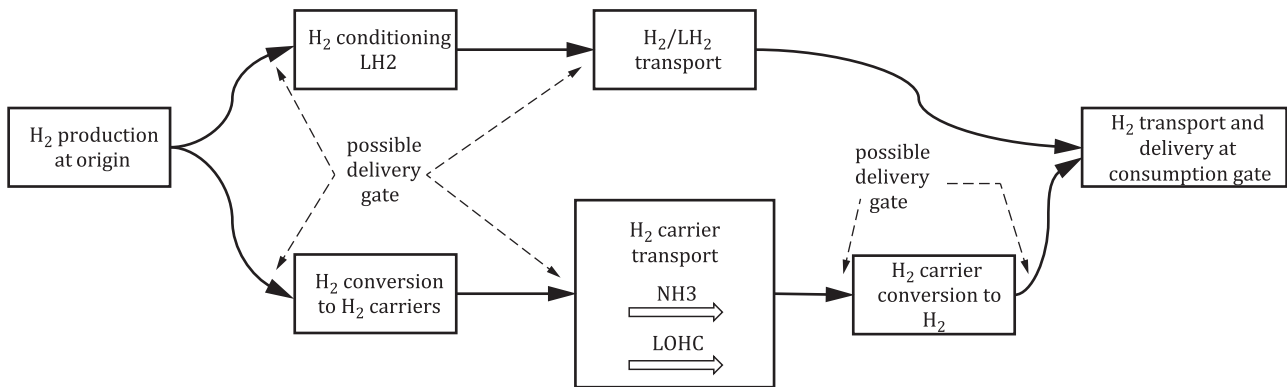 H₂ conditioning
LH2
H₂/LH₂
transport
H₂ production
at origin
possible
delivery
gate
possible
delivery
gate
H₂ transport and
delivery at
consumption gate
H₂ conversion
to H₂ carriers
H₂ carrier
transport
NH3
LOHC
H₂ carrier
conversion to
H₂